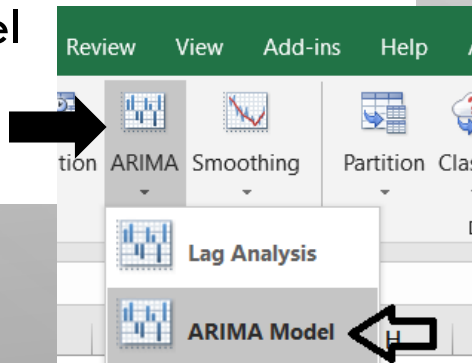 el
Review View Add-ins Help
tion ARIMA Smoothing Partition Clas
Lag Analysis
ARIMA Model
H